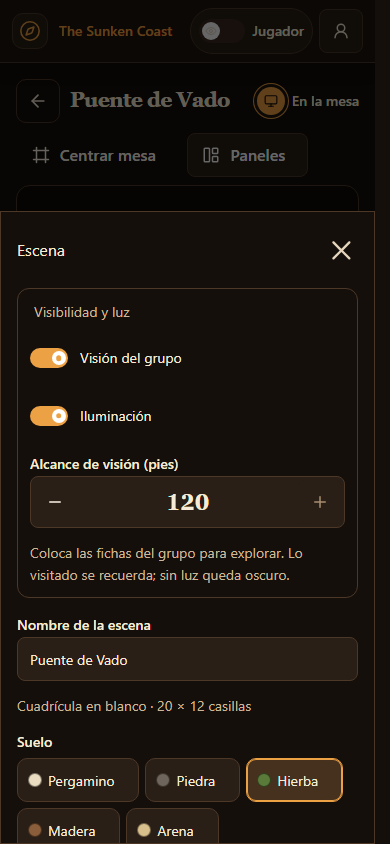 The Sunken Coast
Jugador
Puente de Vado
En la mesa
Centrar mesa
Paneles
Escena
Visibilidad y luz
Visión del grupo
Iluminación
Alcance de visión (pies)
120
Coloca las fichas del grupo para explorar. Lo
visitado se recuerda; sin luz queda oscuro.
Nombre de la escena
Puente de Vado
Cuadrícula en blanco · 20 × 12 casillas
Suelo
Pergamino
Piedra
Hierba
Madera
Arena